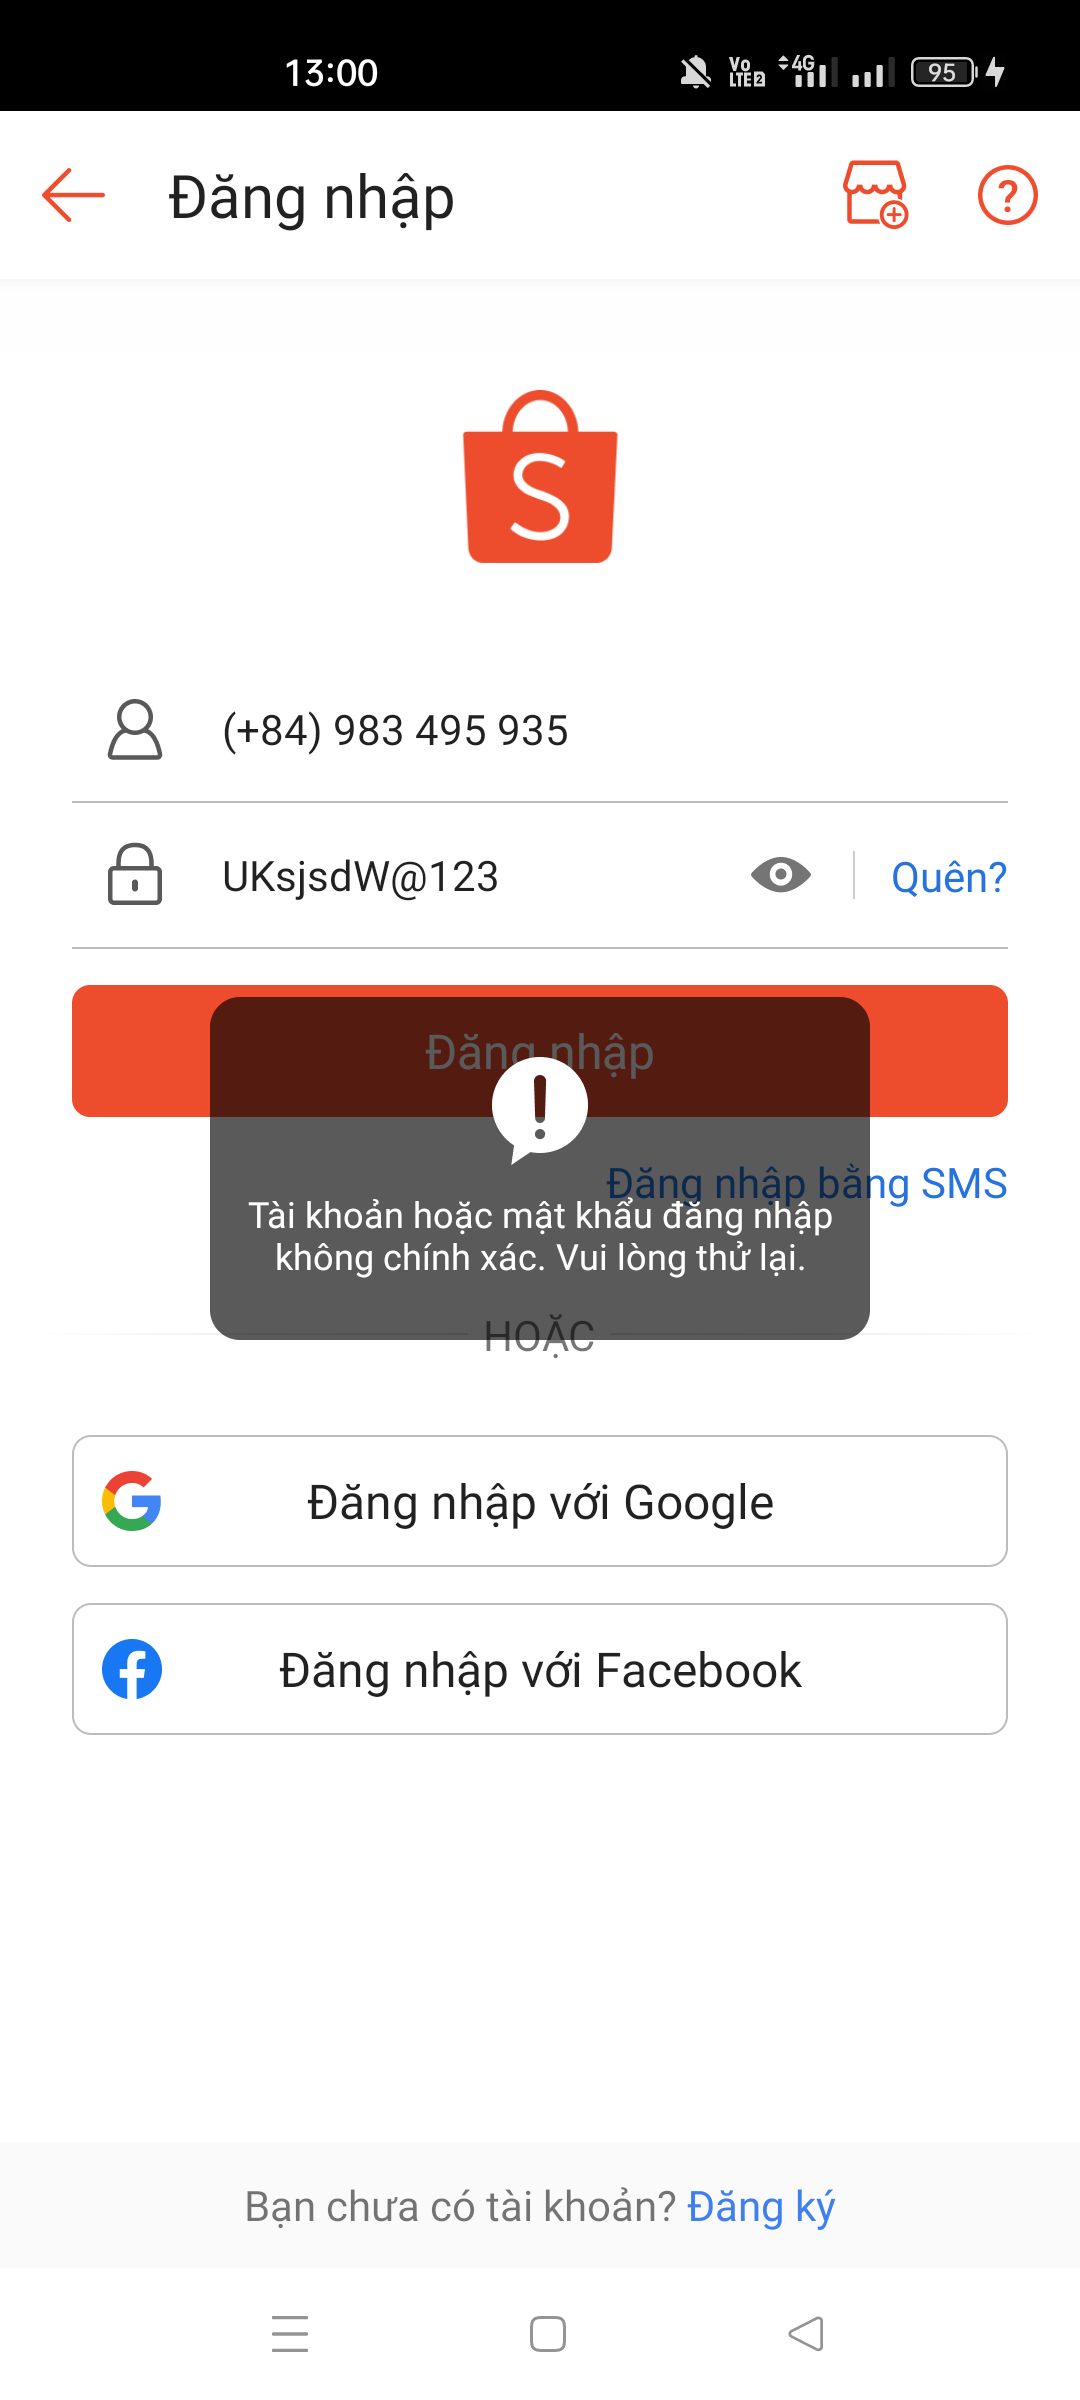 13:00
Vo
LTE 2
4G
95
Đăng nhập
?
S
(+84) 983 495 935
UKsjsdW@123
Quên?
Đăng nhập
Đăng nhập bằng SMS
Tài khoản hoặc mật khẩu đăng nhập
không chính xác. Vui lòng thử lại.
HOẶC
Đăng nhập với Google
Đăng nhập với Facebook
Bạn chưa có tài khoản? Đăng ký